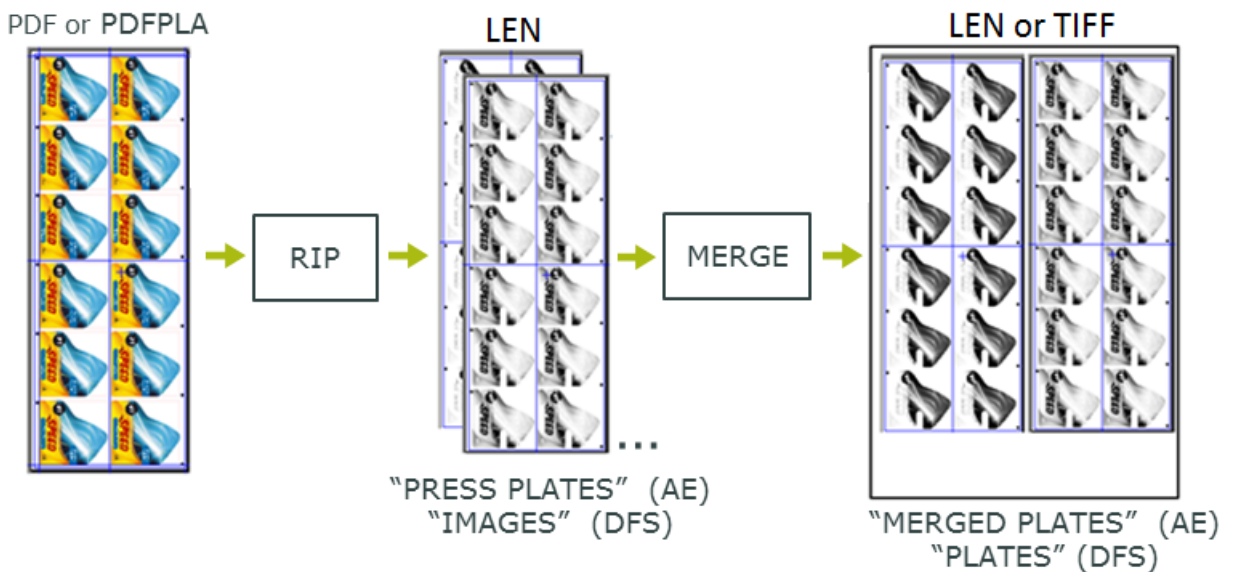 PDF or PDFPLA
LEN
LEN or TIFF
SPEED
RIP
MERGE
...
“PRESS PLATES” (AE)
“IMAGES” (DFS)
“MERGED PLATES” (AE)
“PLATES” (DFS)